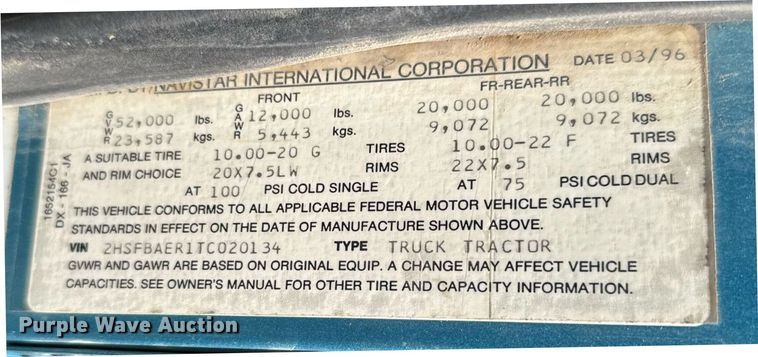 NAVISTAR INTERNATIONAL CORPORATION DATE 03/96
FRONT FR-REAR-RR
GVWR 52,000 lbs. GAWR 12,000 lbs. 20,000 20,000 lbs.
23,587 kgs. 5,443 kgs. 9,072 9,072 kgs.
A SUITABLE TIRE 10.00-20 G TIRES 10.00-22 F TIRES
AND RIM CHOICE 20X7.5LW RIMS 22X7.5 RIMS
AT 100 PSI COLD SINGLE AT 75 PSI COLD DUAL
THIS VEHICLE CONFORMS TO ALL APPLICABLE FEDERAL MOTOR VEHICLE SAFETY
STANDARDS IN EFFECT ON THE DATE OF MANUFACTURE SHOWN ABOVE.
VIN 2HSFBAER1TC020134 TYPE TRUCK TRACTOR
GVWR AND GAWR ARE BASED ON ORIGINAL EQUIP. A CHANGE MAY AFFECT VEHICLE
CAPACITIES. SEE OWNER'S MANUAL FOR OTHER TIRE AND CAPACITY INFORMATION.
1652154C1
DX - 166 - JA
Purple Wave Auction